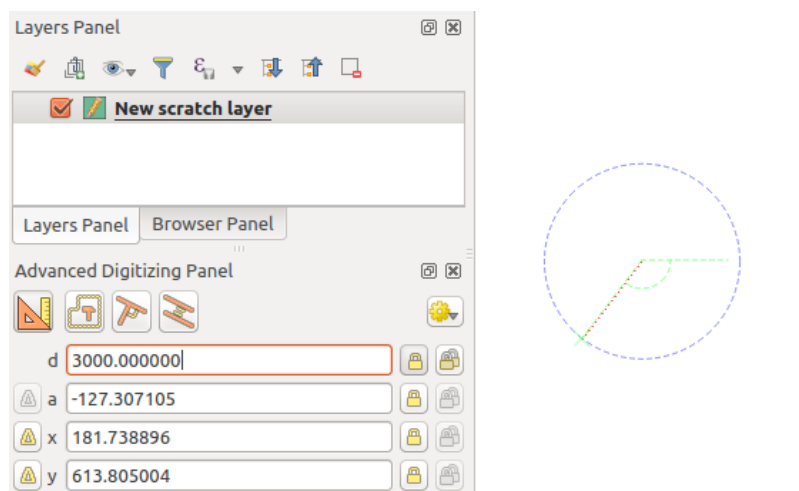 Layers Panel
New scratch layer
Layers Panel Browser Panel
Advanced Digitizing Panel
d 3000.000000
a -127.307105
x 181.738896
y 613.805004